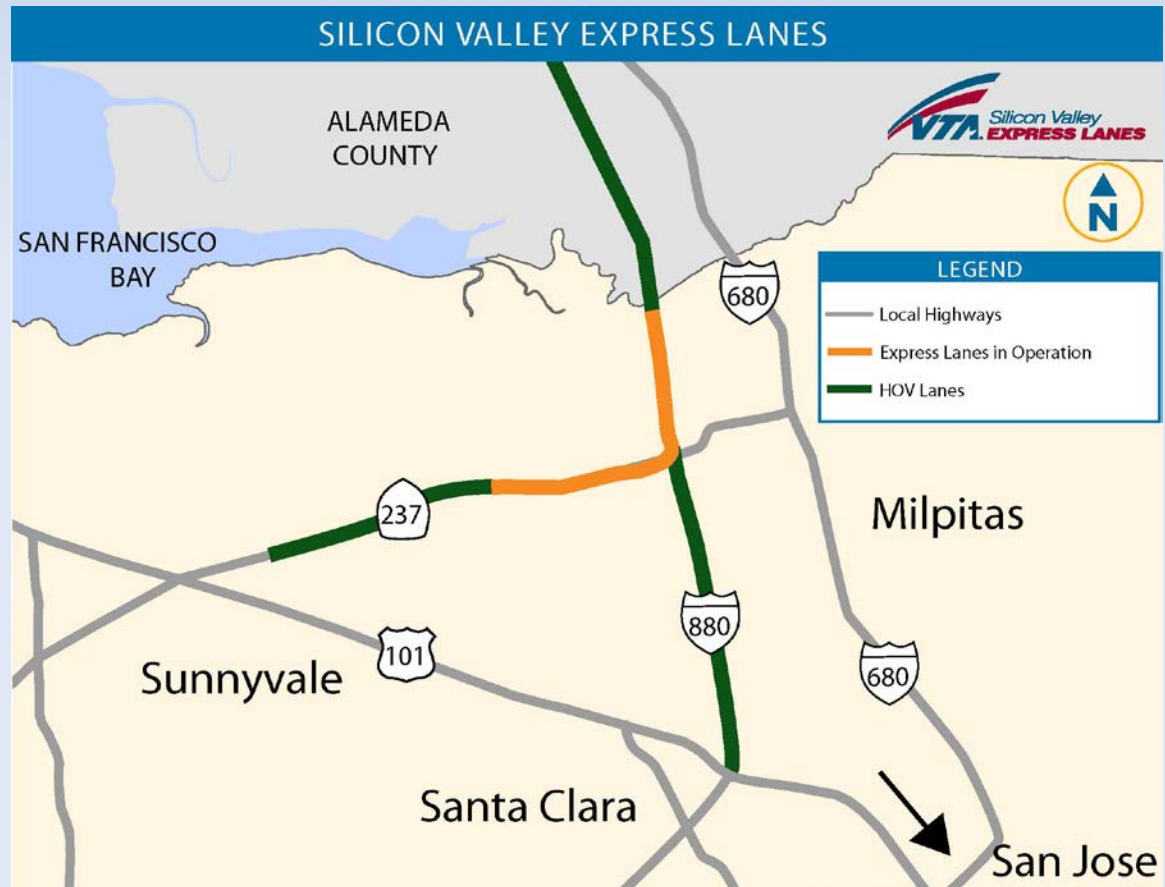 SILICON VALLEY EXPRESS LANES
ALAMEDA
COUNTY
VTA Silicon Valley
EXPRESS LANES
N
SAN FRANCISCO
BAY
LEGEND
Local Highways
Express Lanes in Operation
HOV Lanes
680
237
Milpitas
880
101
Sunnyvale
680
Santa Clara
San Jose